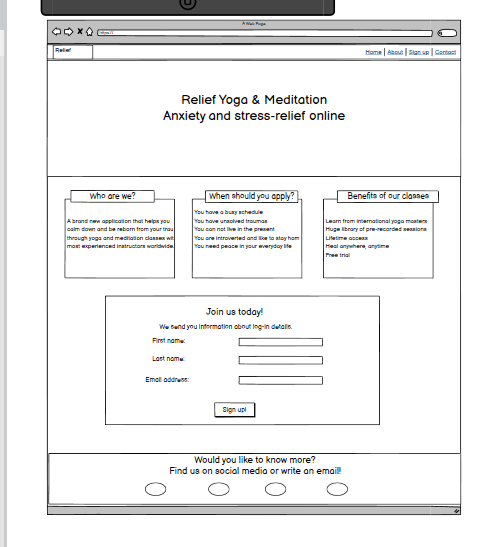 A Web Page
https://
Relief
Home | About | Sign up | Contact
Relief Yoga & Meditation
Anxiety and stress-relief online
Who are we?
A brand new application that helps you
calm down and be reborn from your trau
through yoga and meditation classes wit
most experienced instructors worldwide.
When should you apply?
You have a busy schedule
You have unsolved traumas
You can not live in the present
You are introverted and like to stay hom
You need peace in your everyday life
Benefits of our classes
Learn from international yoga masters
Huge library of pre-recorded sessions
Lifetime access
Heal anywhere, anytime
Free trial
Join us today!
We send you information about log-in details.
First name:
Last name:
Email address:
Sign up!
Would you like to know more?
Find us on social media or write an email!